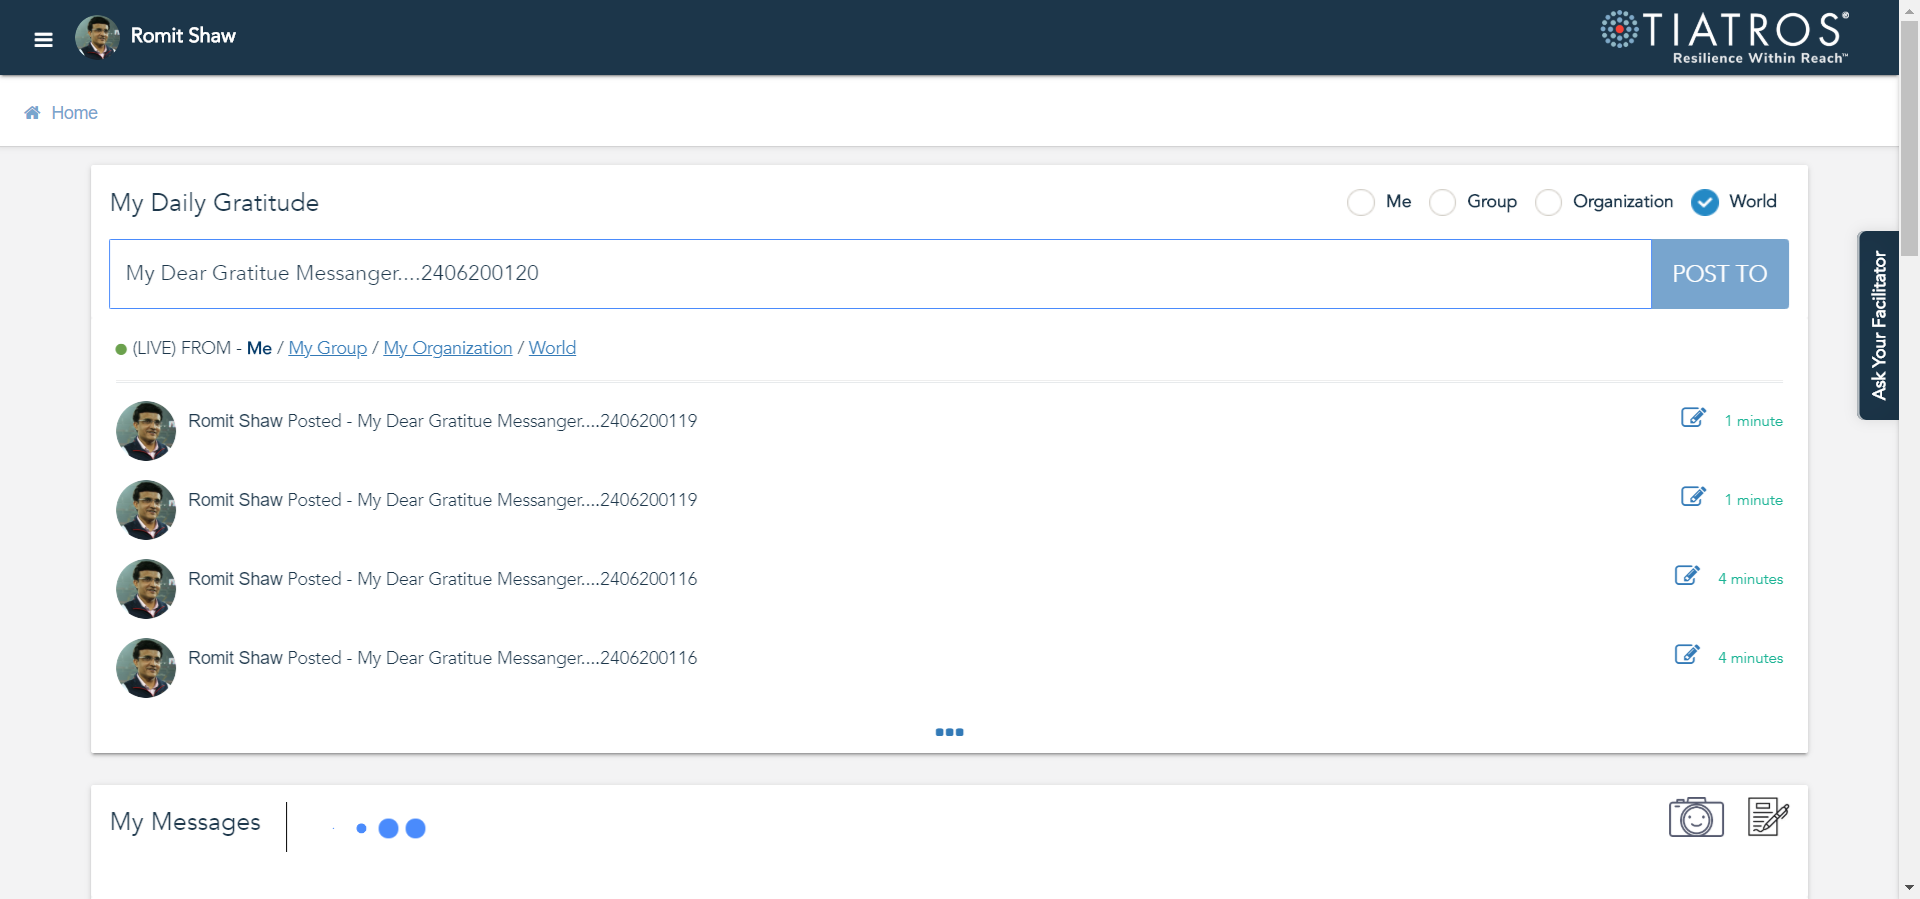 Romit Shaw
TIATROS®
Resilience Within Reach™
Home
My Daily Gratitude
Me Group Organization World
My Dear Gratitue Messanger....2406200120
POST TO
Ask Your Facilitator
(LIVE) FROM - Me / My Group / My Organization / World
Romit Shaw Posted - My Dear Gratitue Messanger....2406200119 1 minute
Romit Shaw Posted - My Dear Gratitue Messanger....2406200119 1 minute
Romit Shaw Posted - My Dear Gratitue Messanger....2406200116 4 minutes
Romit Shaw Posted - My Dear Gratitue Messanger....2406200116 4 minutes
My Messages